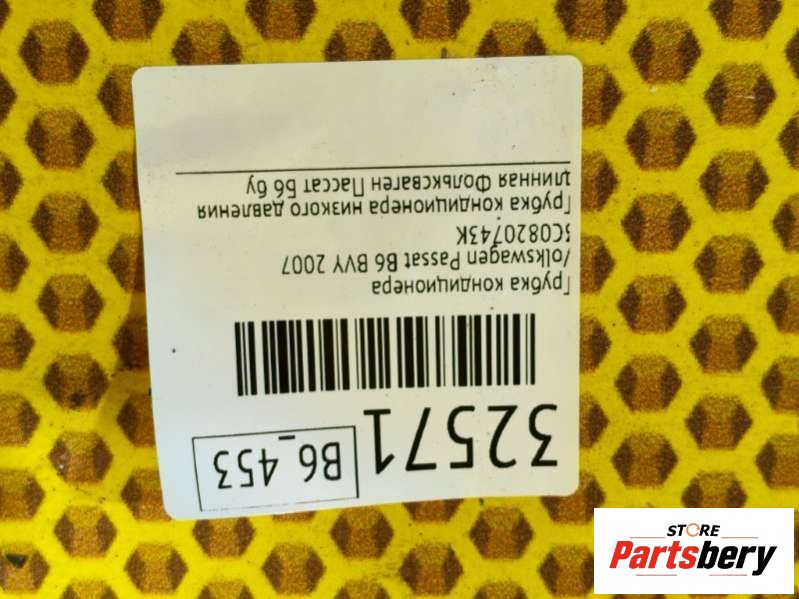 32571
B6_453
Трубка кондиционера
Volkswagen Passat B6 BVY 2007
3C0820743K
Трубка кондиционера низкого давления
длинная Фольксваген Пассат Б6 бу
STORE
Partsbery